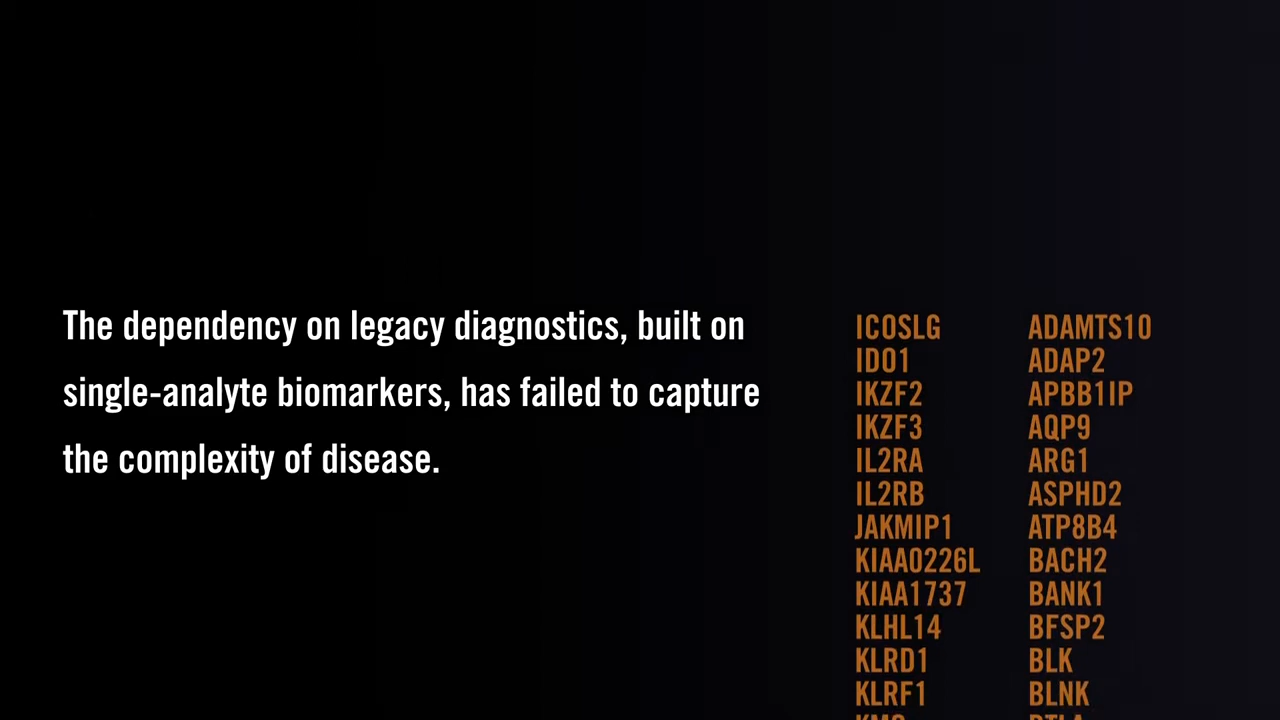 The dependency on legacy diagnostics, built on
single-analyte biomarkers, has failed to capture
the complexity of disease.
ICOSLG
IDO1
IKZF2
IKZF3
IL2RA
IL2RB
JAKMIP1
KIAA0226L
KIAA1737
KLHL14
KLRD1
KLRF1
ADAMTS10
ADAP2
APBB1IP
AQP9
ARG1
ASPHD2
ATP8B4
BACH2
BANK1
BFSP2
BLK
BLNK